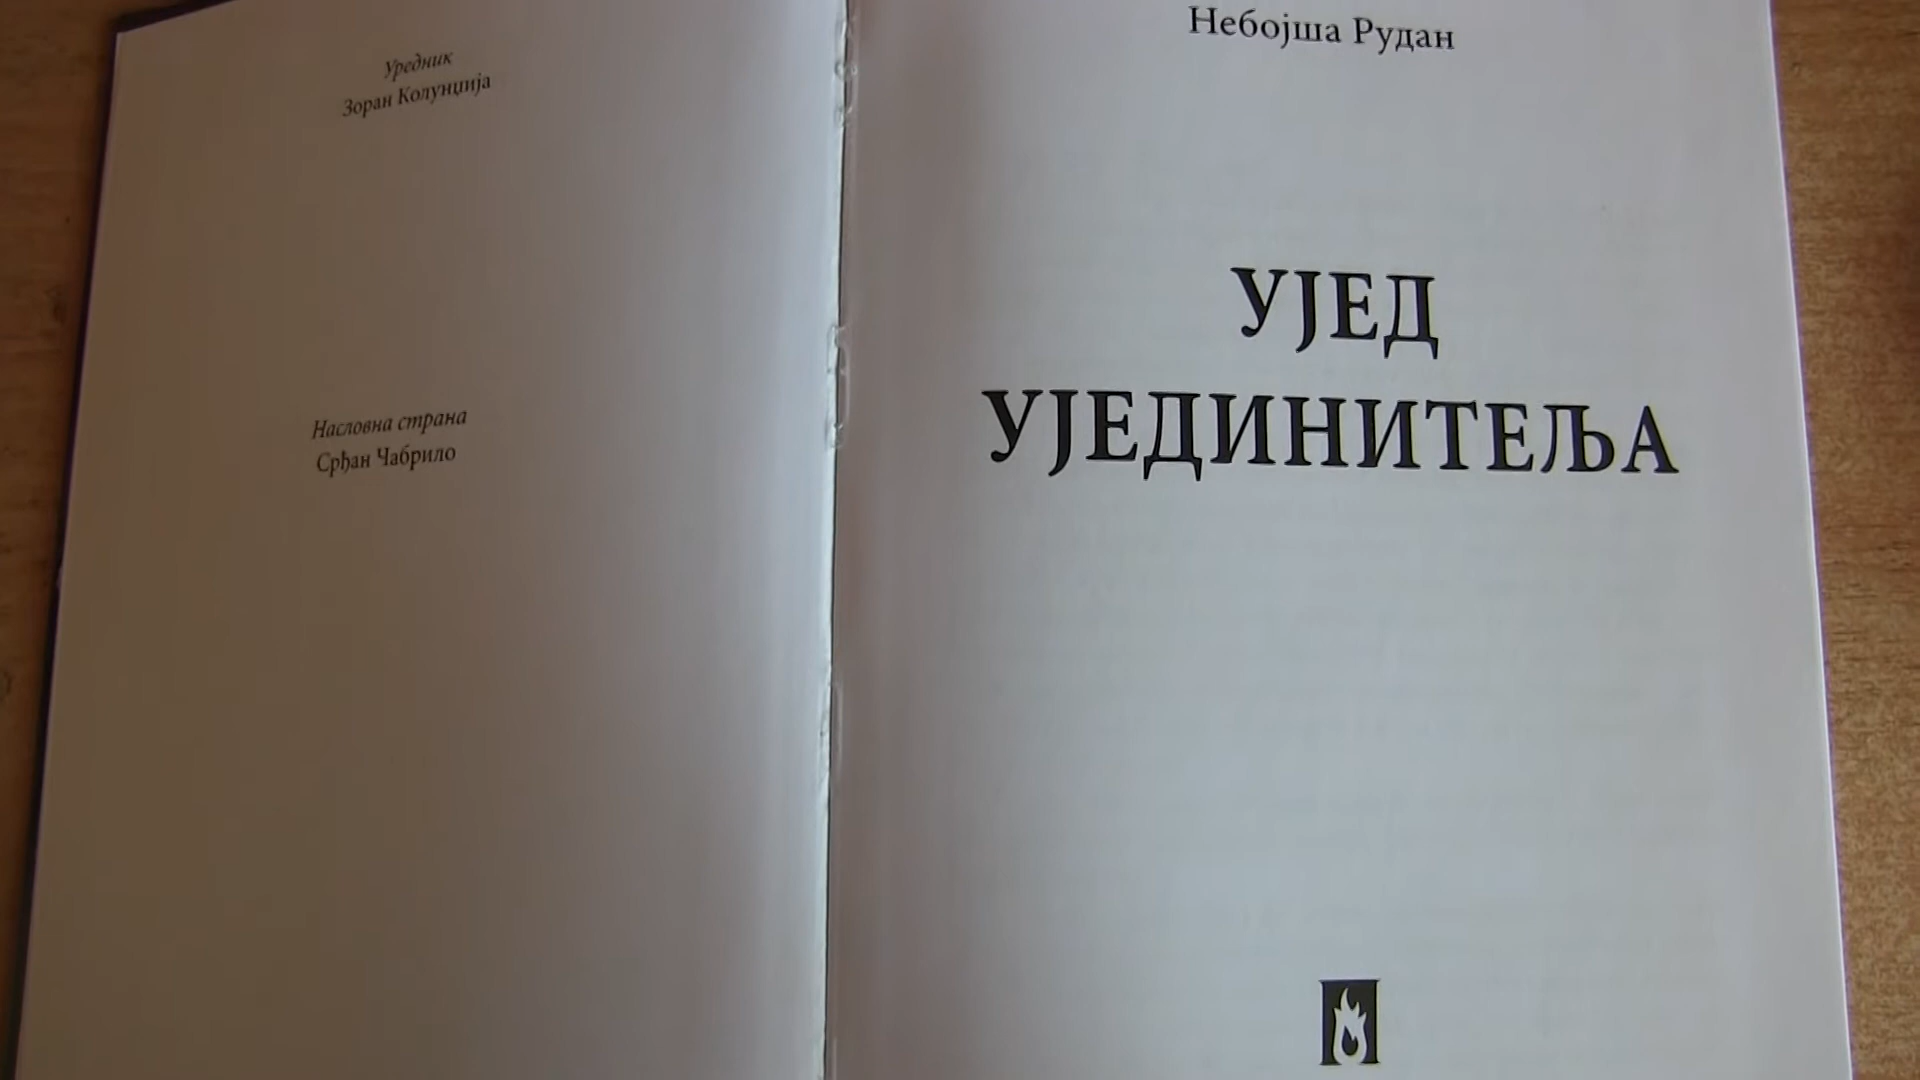 Уредник
Зоран Колунџија
Насловна страна
Срђан Чабрило
Небојша Рудан
УЈЕД
УЈЕДИНИТЕЉА